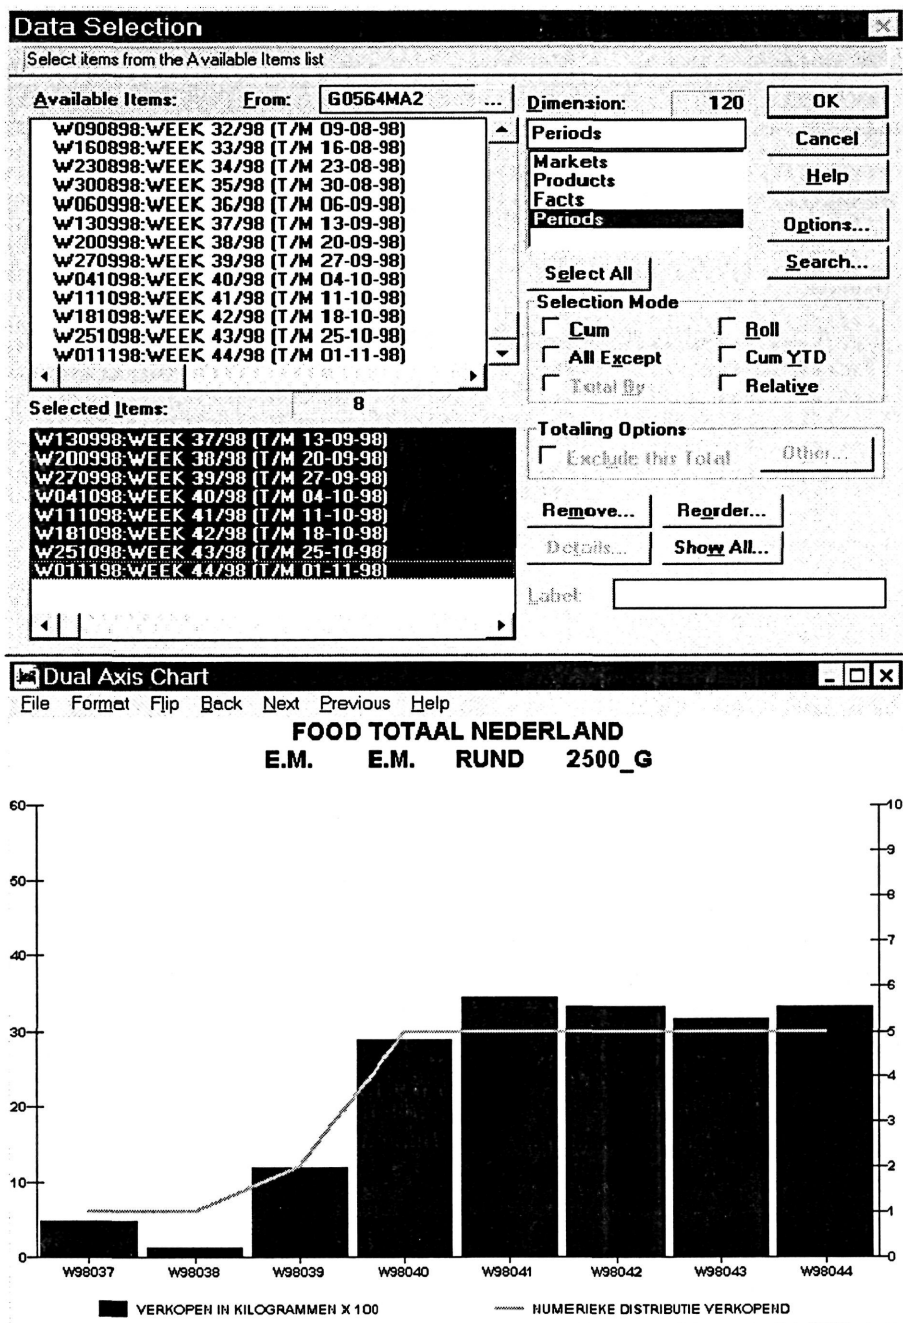 Data Selection
Select items from the Available Items list
Available Items: From: G0564MA2 ...
W090898:WEEK 32/98 (T/M 09-08-98)
W160898:WEEK 33/98 (T/M 16-08-98)
W230898:WEEK 34/98 (T/M 23-08-98)
W300898:WEEK 35/98 (T/M 30-08-98)
W060998:WEEK 36/98 (T/M 06-09-98)
W130998:WEEK 37/98 (T/M 13-09-98)
W200998:WEEK 38/98 (T/M 20-09-98)
W270998:WEEK 39/98 (T/M 27-09-98)
W041098:WEEK 40/98 (T/M 04-10-98)
W111098:WEEK 41/98 (T/M 11-10-98)
W181098:WEEK 42/98 (T/M 18-10-98)
W251098:WEEK 43/98 (T/M 25-10-98)
W011198:WEEK 44/98 (T/M 01-11-98)
Selected Items: 8
W130998:WEEK 37/98 (T/M 13-09-98)
W200998:WEEK 38/98 (T/M 20-09-98)
W270998:WEEK 39/98 (T/M 27-09-98)
W041098:WEEK 40/98 (T/M 04-10-98)
W111098:WEEK 41/98 (T/M 11-10-98)
W181098:WEEK 42/98 (T/M 18-10-98)
W251098:WEEK 43/98 (T/M 25-10-98)
W011198:WEEK 44/98 (T/M 01-11-98)
Dimension: 120
Periods
Markets
Products
Facts
Periods
Select All
OK
Cancel
Help
Options...
Search...
Selection Mode
Cum Roll
All Except Cum YTD
Total By Relative
Totaling Options
Exclude this Total Other...
Remove... Reorder...
Details... Show All...
Label:
Dual Axis Chart
File Format Flip Back Next Previous Help
FOOD TOTAAL NEDERLAND
E.M. E.M. RUND 2500_G
60 10
9
50
8
40 7
6
30 5
4
20 3
2
10
1
0 0
W98037 W98038 W98039 W98040 W98041 W98042 W98043 W98044
VERKOPEN IN KILOGRAMMEN X 100 NUMERIEKE DISTRIBUTIE VERKOPEND